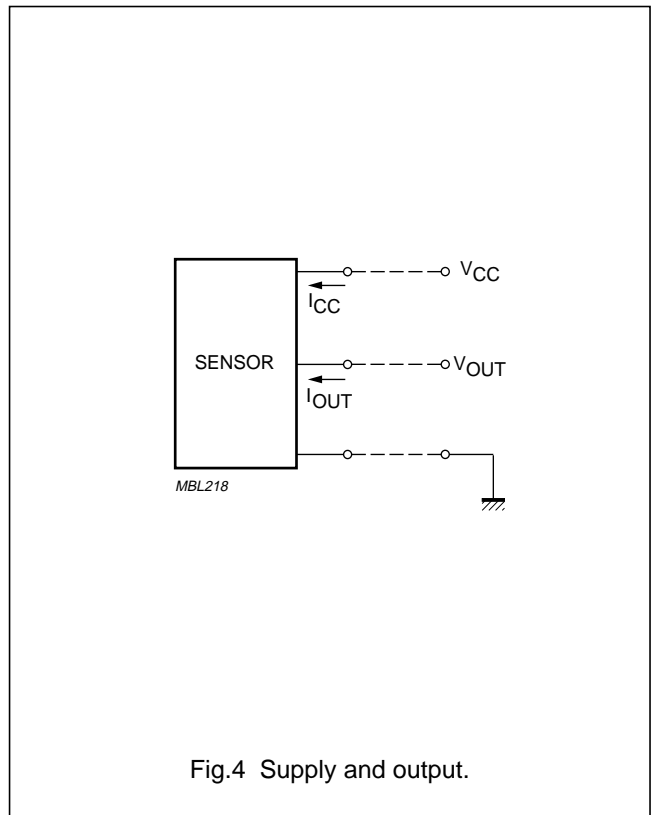 VCC
ICC
SENSOR
VOUT
IOUT
MBL218
Fig.4 Supply and output.